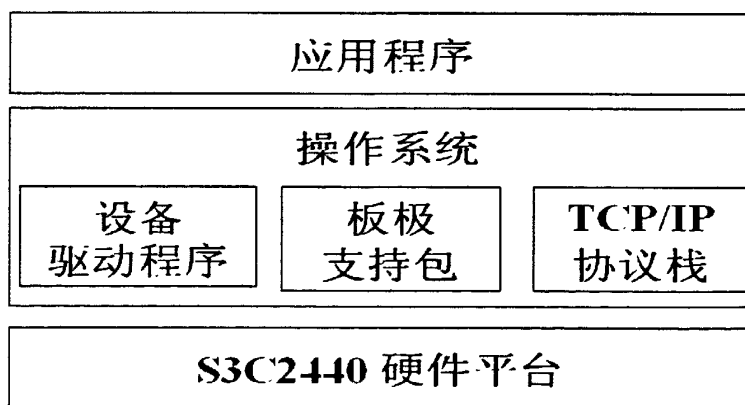 应用程序
操作系统
设备
驱动程序
板极
支持包
TCP/IP
协议栈
S3C2440 硬件平台